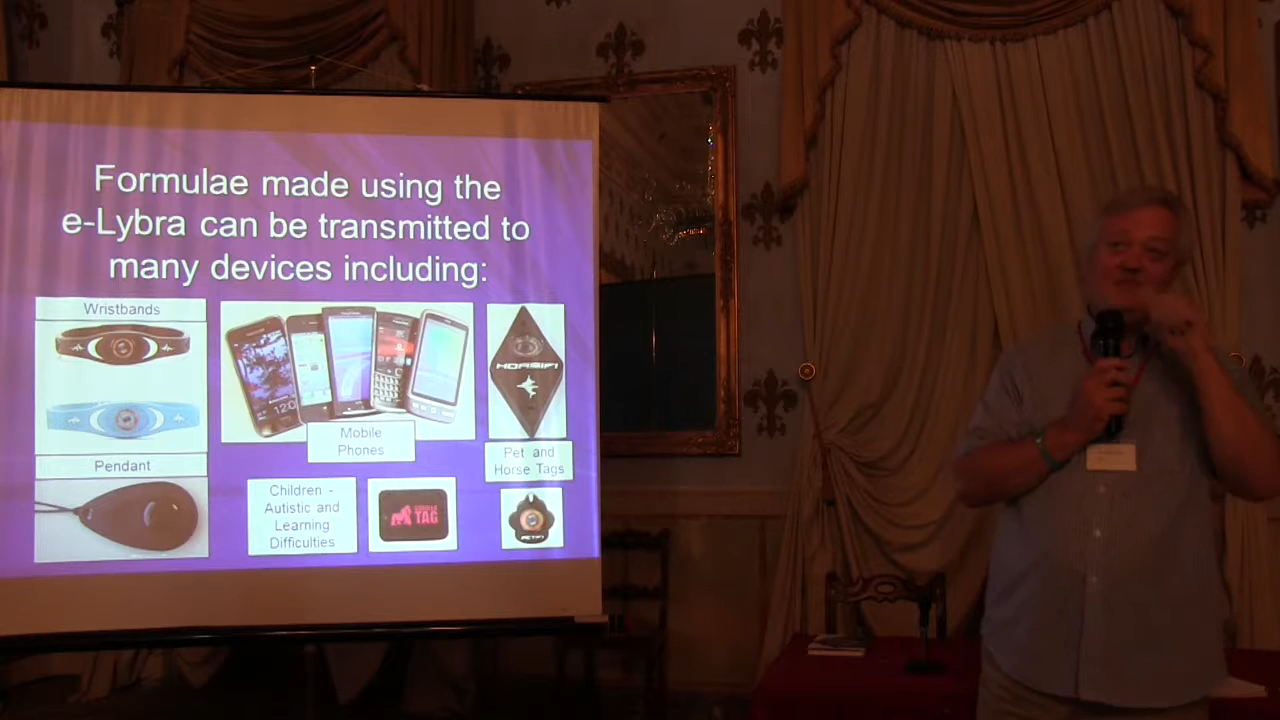 Formulae made using the
e-Lybra can be transmitted to
many devices including:
Wristbands
Pendant
Mobile
Phones
Children -
Autistic and
Learning
Difficulties
TAG
HORSIFI
Pet and
Horse Tags
PETIFI